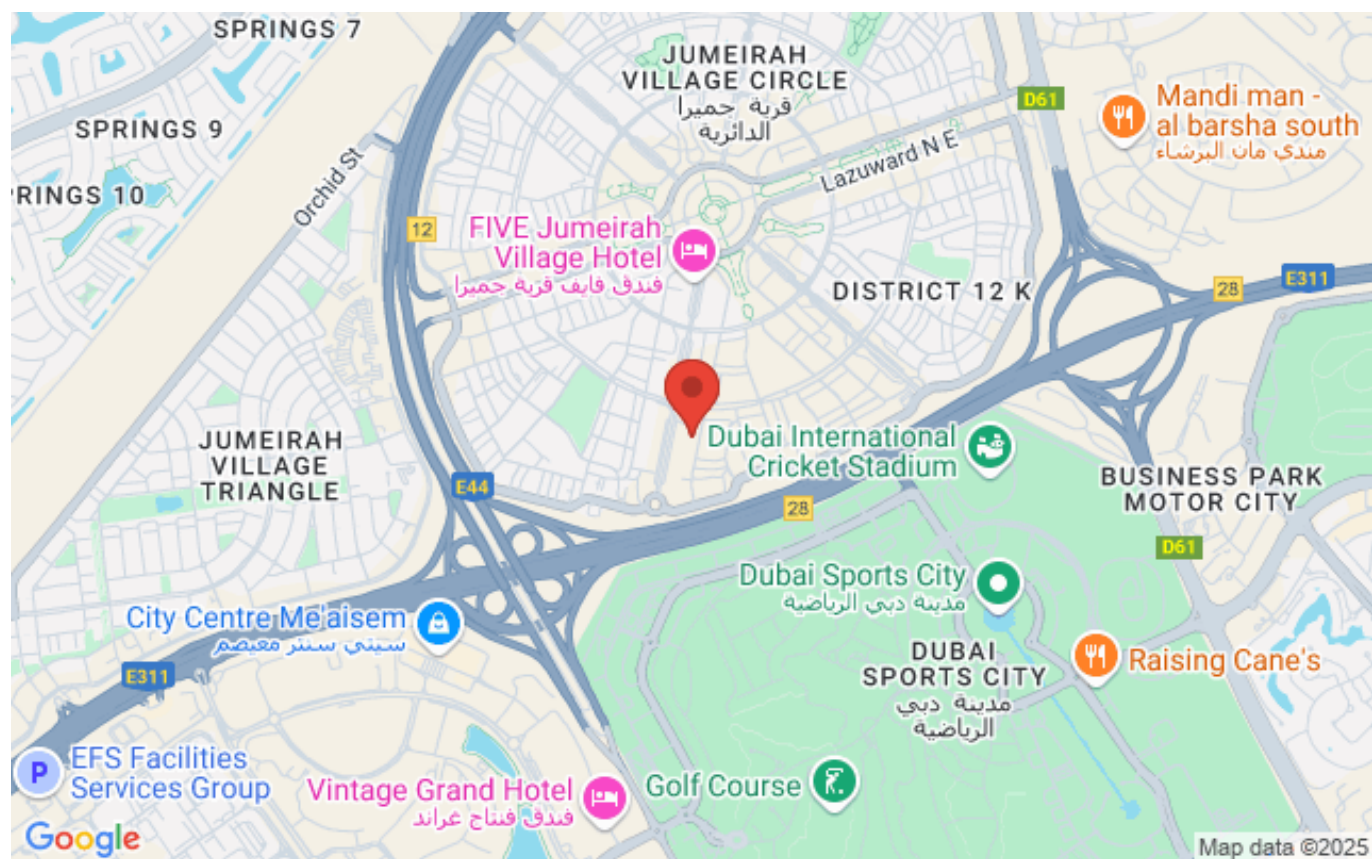 SPRINGS 7
JUMEIRAH
VILLAGE CIRCLE
قرية جميرا
الدائرية
D61
Mandi man -
al barsha south
مندي مان البرشاء
SPRINGS 9
RINGS 10
Orchid St
Lazuward N E
12
FIVE Jumeirah
Village Hotel
فندق فايف قرية جميرا
DISTRICT 12 K
28
E311
JUMEIRAH
VILLAGE
TRIANGLE
Dubai International
Cricket Stadium
E44
28
BUSINESS PARK
MOTOR CITY
D61
Dubai Sports City
مدينة دبي الرياضية
City Centre Me'aisem
سيتي سنتر معيصم
E311
DUBAI
SPORTS CITY
مدينة دبي
الرياضية
Raising Cane's
P
EFS Facilities
Services Group
Vintage Grand Hotel
فندق فنتاج غراند
Golf Course
Google
Map data ©2025